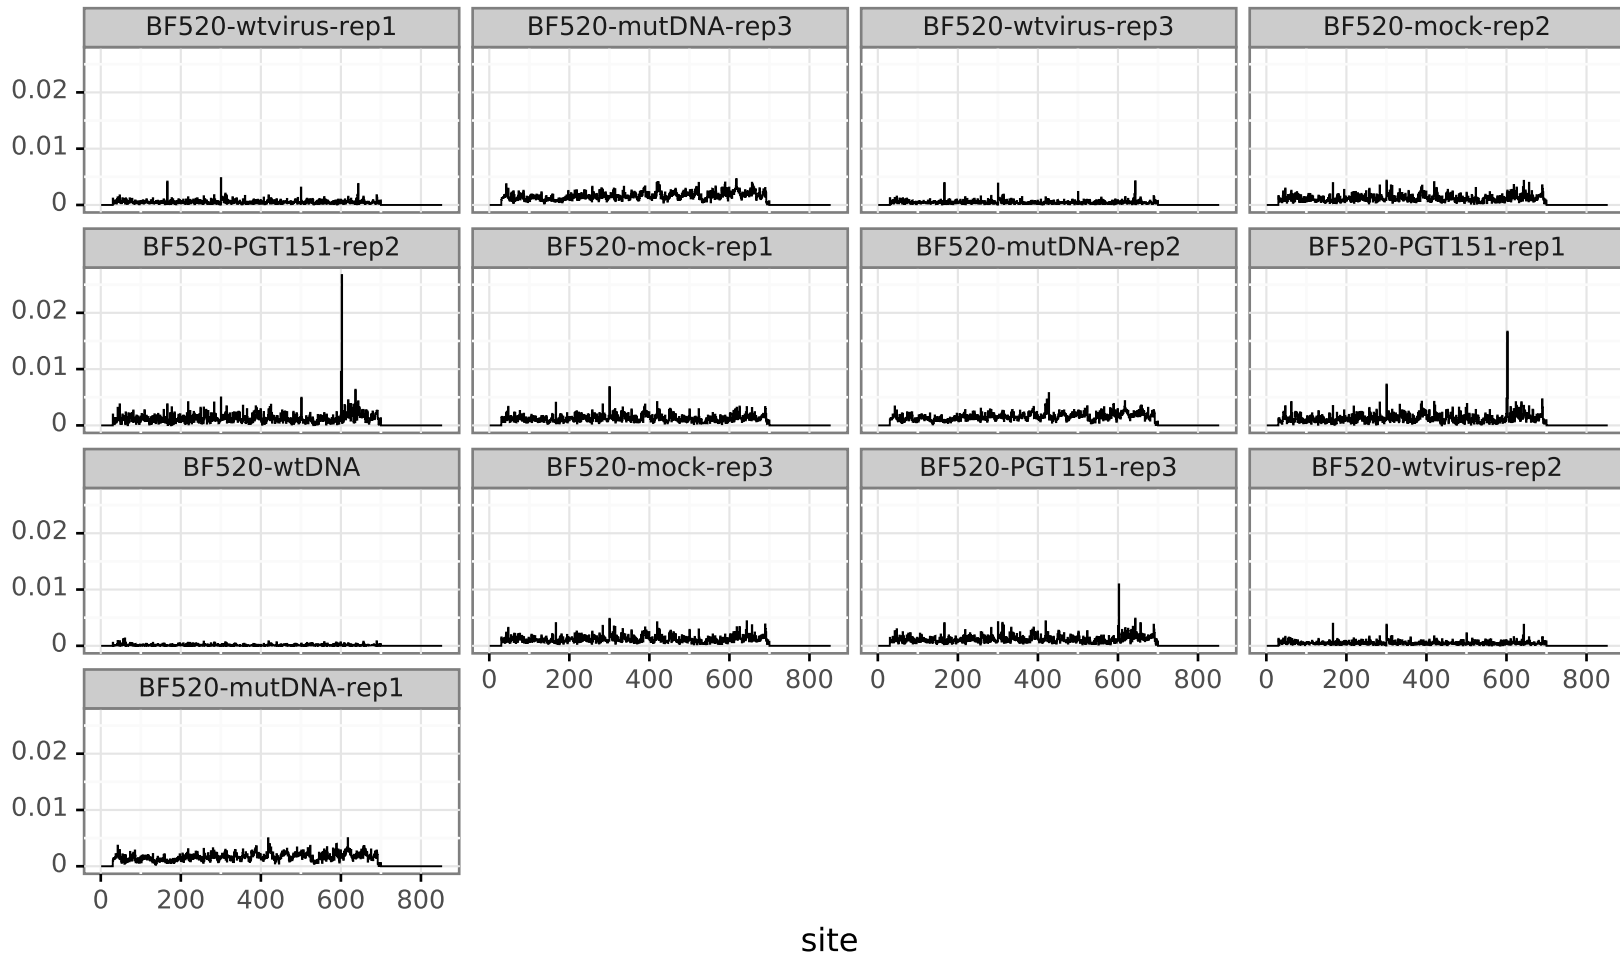 BF520-wtvirus-rep1 BF520-mutDNA-rep3 BF520-wtvirus-rep3 BF520-mock-rep2
0.02
0.01
0
BF520-PGT151-rep2 BF520-mock-rep1 BF520-mutDNA-rep2 BF520-PGT151-rep1
0.02
0.01
0
BF520-wtDNA BF520-mock-rep3 BF520-PGT151-rep3 BF520-wtvirus-rep2
0.02
0.01
0
0 200 400 600 800 0 200 400 600 800 0 200 400 600 800
BF520-mutDNA-rep1
0.02
0.01
0
0 200 400 600 800
site